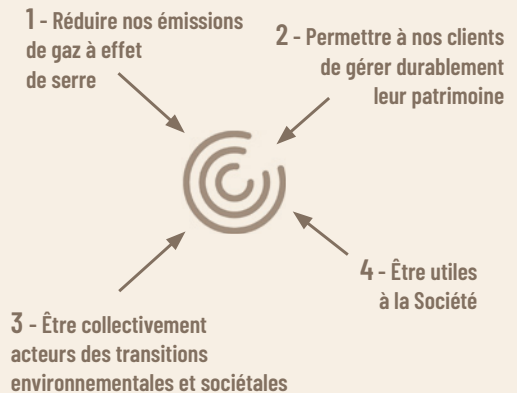 1 - Réduire nos émissions
de gaz à effet
de serre
2 - Permettre à nos clients
de gérer durablement
leur patrimoine
4 - Être utiles
à la Société
3 - Être collectivement
acteurs des transitions
environnementales et sociétales